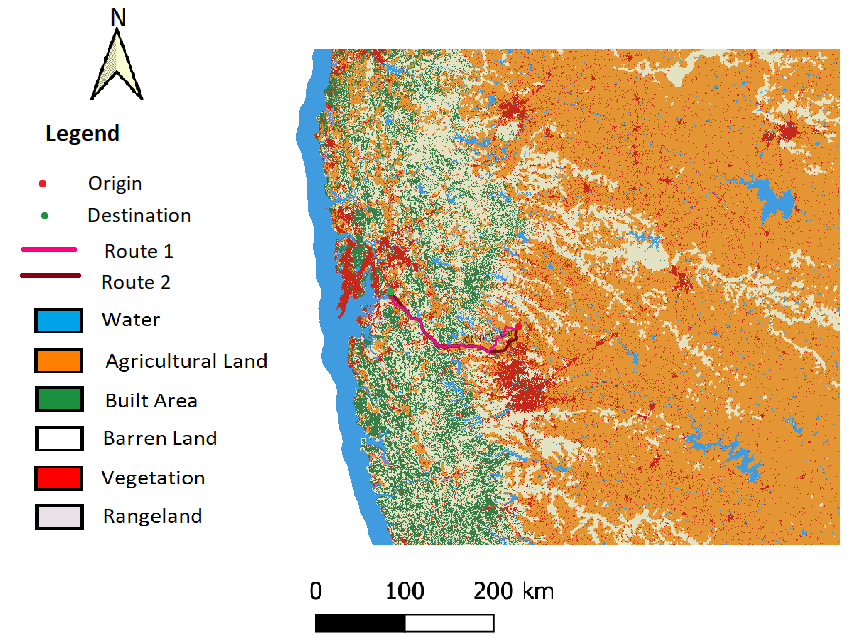 N
Legend
Origin
Destination
Route 1
Route 2
Water
Agricultural Land
Built Area
Barren Land
Vegetation
Rangeland
0 100 200 km